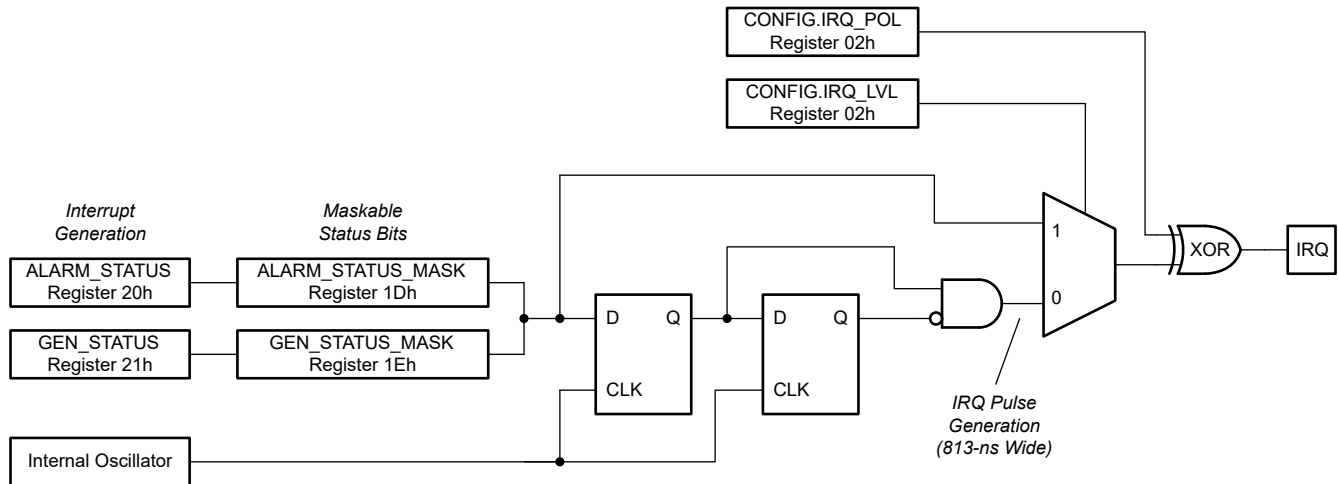 CONFIG.IRQ_POL
Register 02h
CONFIG.IRQ_LVL
Register 02h
Interrupt
Generation
Maskable
Status Bits
ALARM_STATUS
Register 20h
ALARM_STATUS_MASK
Register 1Dh
GEN_STATUS
Register 21h
GEN_STATUS_MASK
Register 1Eh
Internal Oscillator
D Q
CLK
D Q
CLK
IRQ Pulse
Generation
(813-ns Wide)
1
0
XOR
IRQ